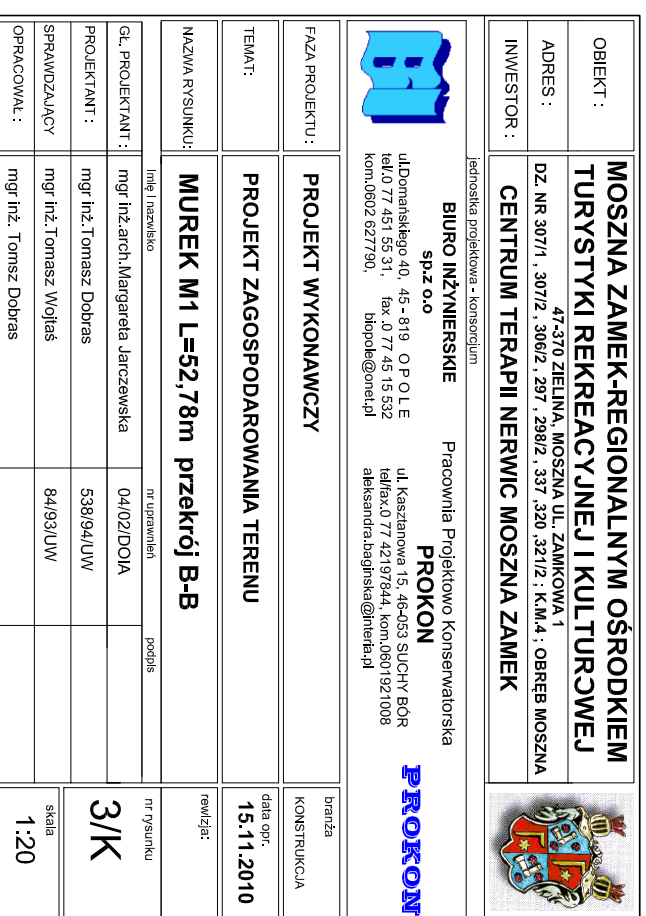 OBIEKT :
MOSZNA ZAMEK-REGIONALNYM OŚRODKIEM
TURYSTYKI REKREACYJNEJ I KULTUROWEJ
ADRES :
47-370 ZIELINA, MOSZNA UL. ZAMKOWA 1
DZ. NR 307/1 , 307/2 , 306/2 , 297 , 298/2 , 337 ,320 ,321/2 ; K.M.4 ; OBRĘB MOSZNA
INWESTOR :
CENTRUM TERAPII NERWIC MOSZNA ZAMEK
jednostka projektowa - konsorcjum
BIURO INŻYNIERSKIE
sp.z o.o
ul.Domańskiego 40, 45 - 819 O P O L E
tel/.0 77 451 55 31, fax .0 77 45 15 532
kom.0602 627790, biopole@onet.pl
Pracownia Projektowo Konserwatorska
PROKON
ul. Kasztanowa 15, 46-053 SUCHY BÓR
tel/fax.0 77 42197844, kom.0601921008
aleksandra.baginska@interia.pl
PROKON
FAZA PROJEKTU :
PROJEKT WYKONAWCZY
branża
KONSTRUKCJA
TEMAT:
PROJEKT ZAGOSPODAROWANIA TERENU
data opr.
15.11.2010
NAZWA RYSUNKU:
MUREK M1 L=52,78m przekrój B-B
rewizja:
imię i nazwisko
nr uprawnień
podpis
nr rysunku
GŁ. PROJEKTANT :
mgr inż.arch.Margareta Jarczewska
04/02/DOIA
3/K
PROJEKTANT :
mgr inż.Tomasz Dobras
538/94/UW
SPRAWDZAJĄCY
mgr inż.Tomasz Wojtaś
84/93/UW
skala
1:20
OPRACOWAŁ :
mgr inż. Tomsz Dobras